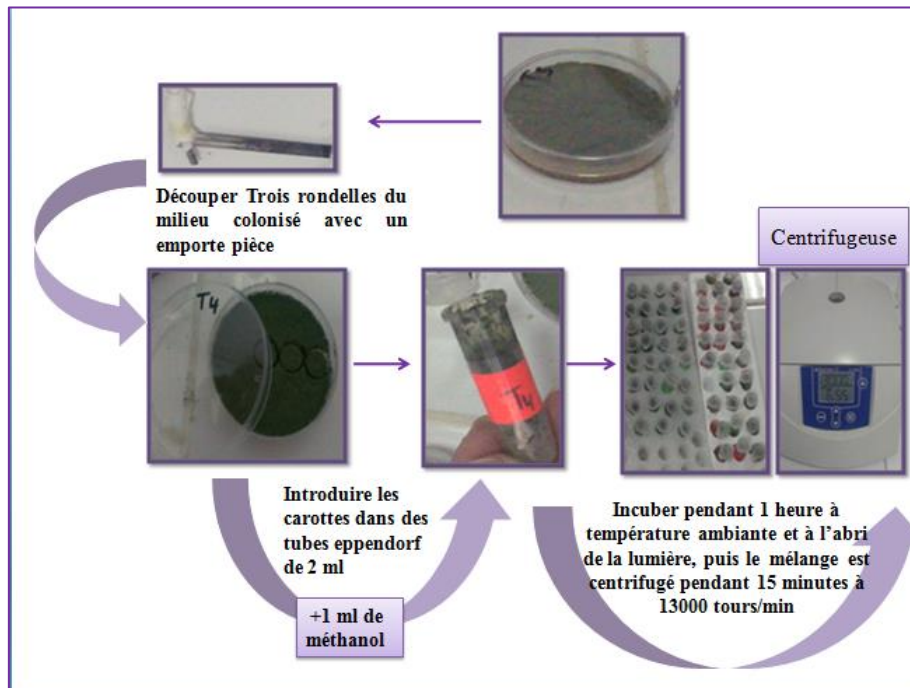 Découper Trois rondelles du
milieu colonisé avec un
emporte pièce
Centrifugeuse
T4
T4
Introduire les
carottes dans des
tubes eppendorf
de 2 ml
+1 ml de
méthanol
Incuber pendant 1 heure à
température ambiante et à l’abri
de la lumière, puis le mélange est
centrifugé pendant 15 minutes à
13000 tours/min